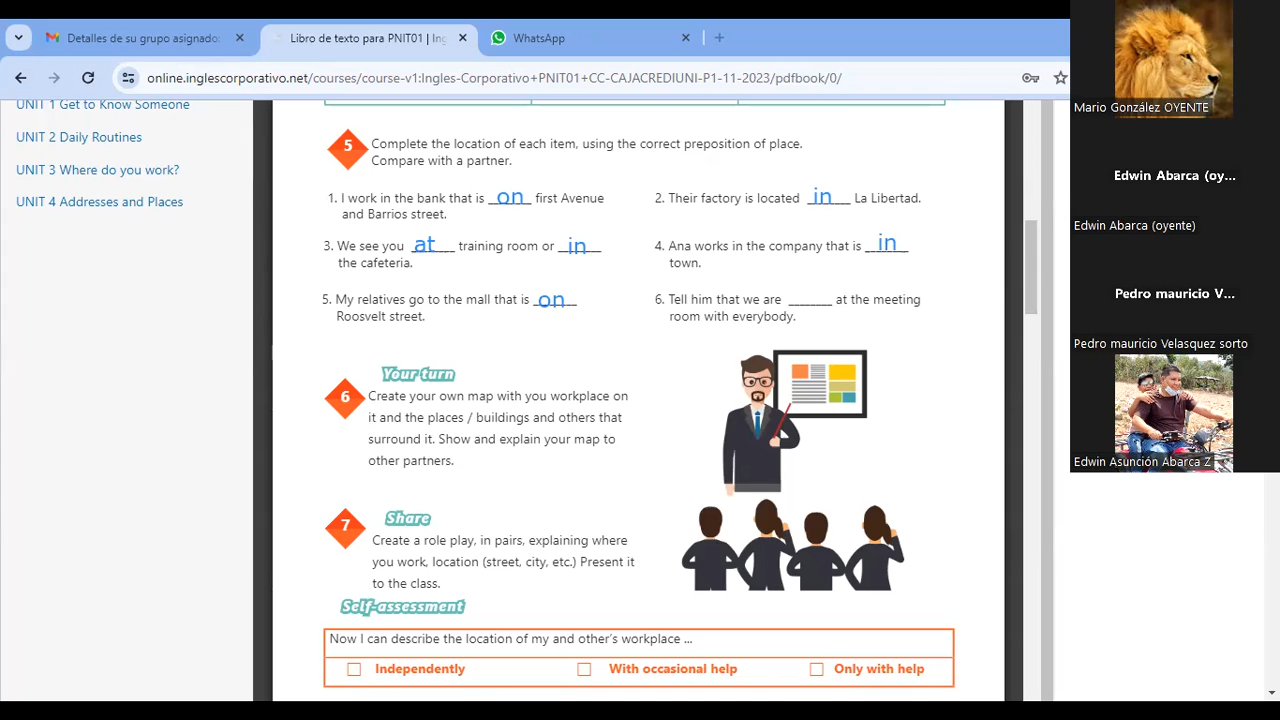 Detalles de su grupo asignado
Libro de texto para PNIT01 | Ing
WhatsApp
online.inglescorporativo.net/courses/course-v1:Ingles-Corporativo+PNIT01+CC-CAJACREDIUNI-P1-11-2023/pdfbook/0/
UNIT 1 Get to Know Someone
UNIT 2 Daily Routines
UNIT 3 Where do you work?
UNIT 4 Addresses and Places
5 Complete the location of each item, using the correct preposition of place.
Compare with a partner.
1. I work in the bank that is on first Avenue
and Barrios street.
2. Their factory is located in La Libertad.
3. We see you at training room or in
the cafeteria.
4. Ana works in the company that is in
town.
5. My relatives go to the mall that is on
Roosvelt street.
6. Tell him that we are ________ at the meeting
room with everybody.
Your turn
6 Create your own map with you workplace on
it and the places / buildings and others that
surround it. Show and explain your map to
other partners.
Share
7 Create a role play, in pairs, explaining where
you work, location (street, city, etc.) Present it
to the class.
Self-assessment
Now I can describe the location of my and other's workplace ...
Independently
With occasional help
Only with help
Mario González OYENTE
Edwin Abarca (oy...
Edwin Abarca (oyente)
Pedro mauricio V...
Pedro mauricio Velasquez sorto
Edwin Asunción Abarca Z